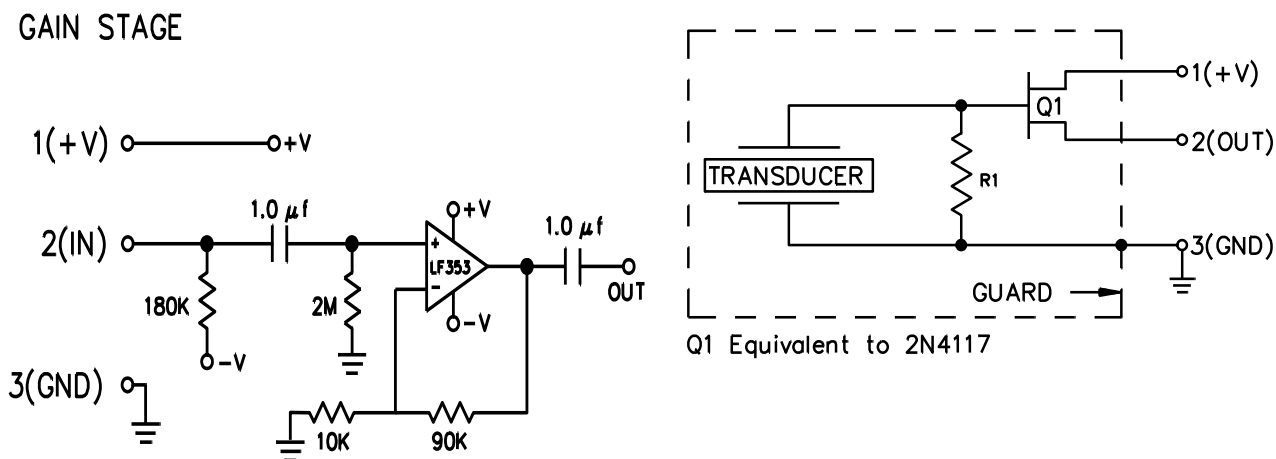 GAIN STAGE
1(+V)
+V
2(IN)
1.0 µf
180K
-V
2M
+V
+
LF353
-
-V
1.0 µf
OUT
3(GND)
10K
90K
1(+V)
Q1
2(OUT)
TRANSDUCER
R1
3(GND)
GUARD
Q1 Equivalent to 2N4117